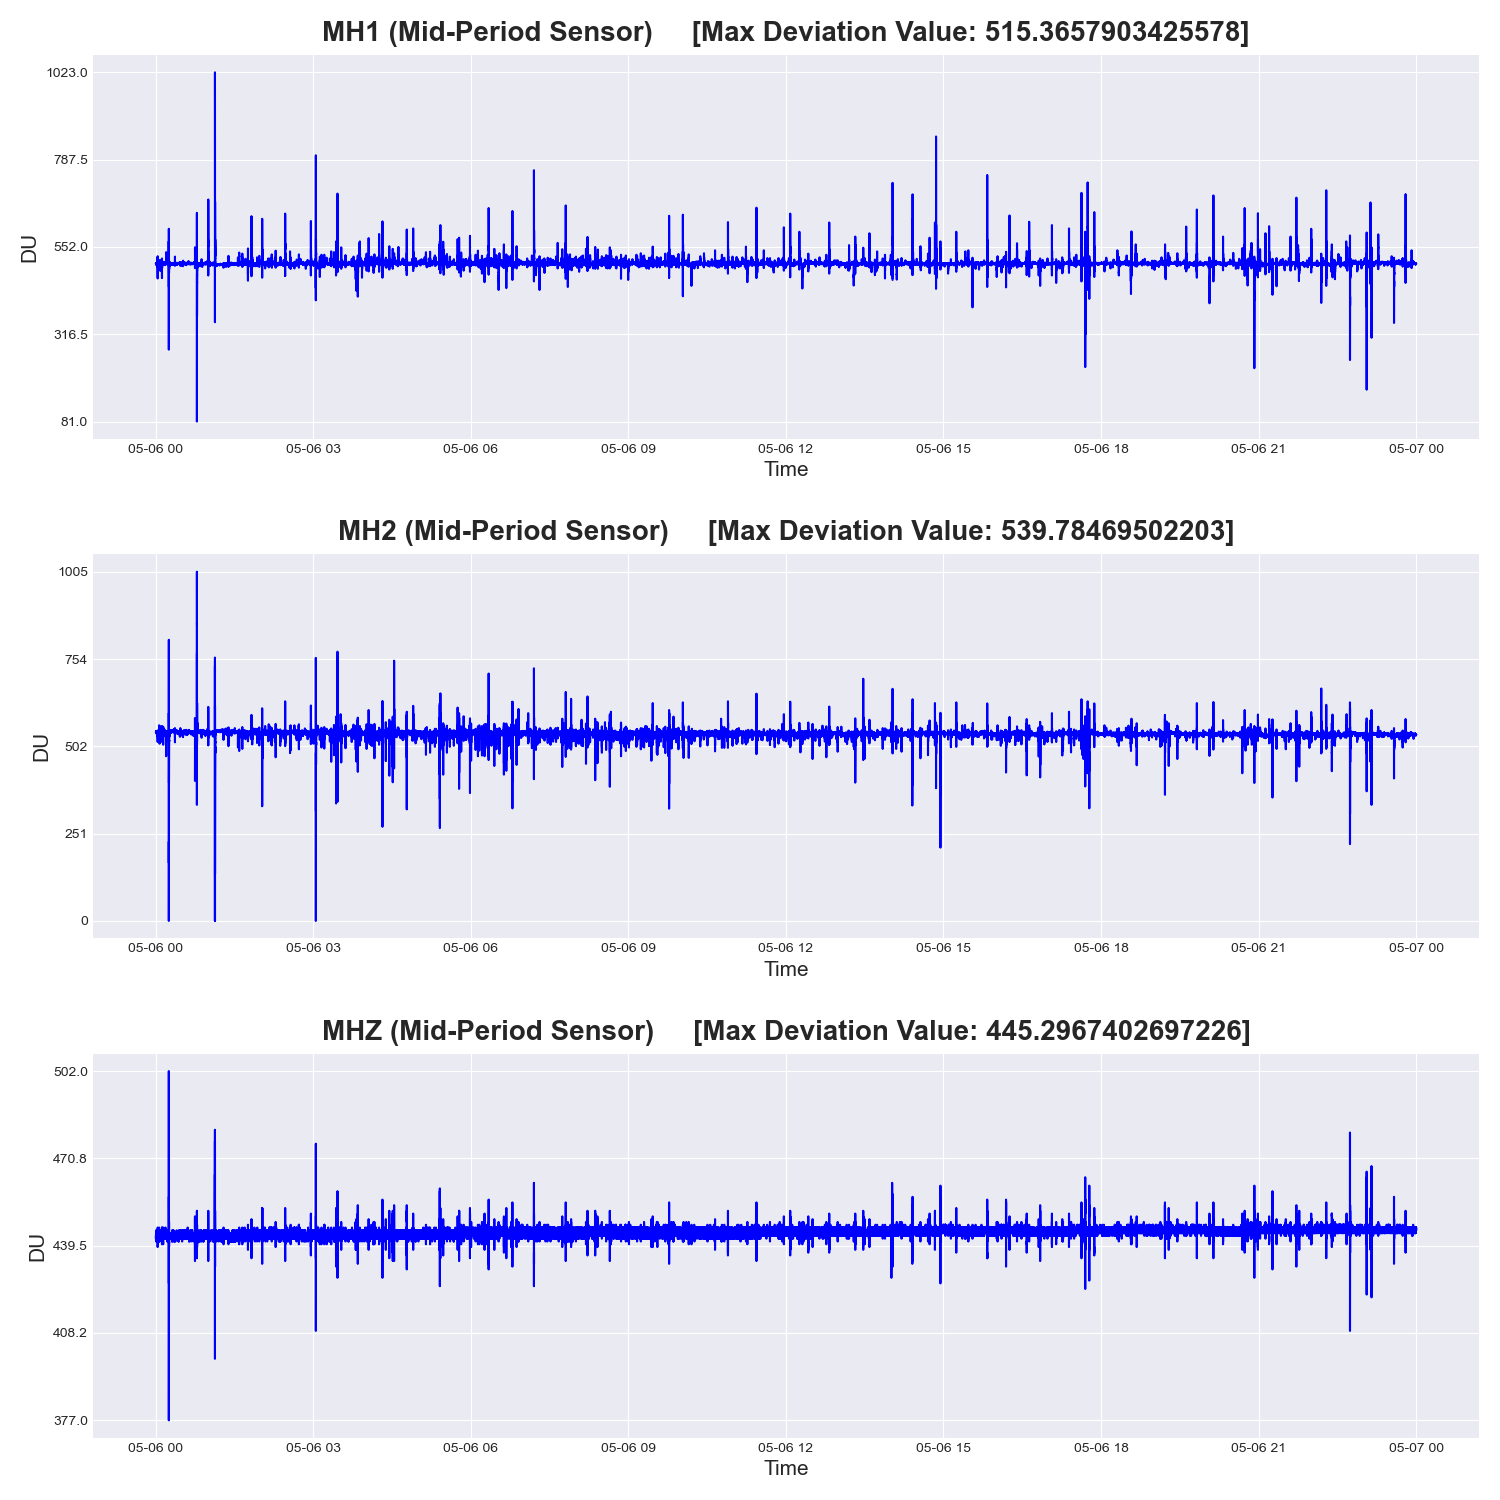 MH1 (Mid-Period Sensor)     [Max Deviation Value: 515.3657903425578]
1023.0
787.5
552.0
316.5
81.0
DU
05-06 00 05-06 03 05-06 06 05-06 09 05-06 12 05-06 15 05-06 18 05-06 21 05-07 00
Time
MH2 (Mid-Period Sensor)     [Max Deviation Value: 539.78469502203]
1005
754
502
251
0
DU
05-06 00 05-06 03 05-06 06 05-06 09 05-06 12 05-06 15 05-06 18 05-06 21 05-07 00
Time
MHZ (Mid-Period Sensor)     [Max Deviation Value: 445.2967402697226]
502.0
470.8
439.5
408.2
377.0
DU
05-06 00 05-06 03 05-06 06 05-06 09 05-06 12 05-06 15 05-06 18 05-06 21 05-07 00
Time